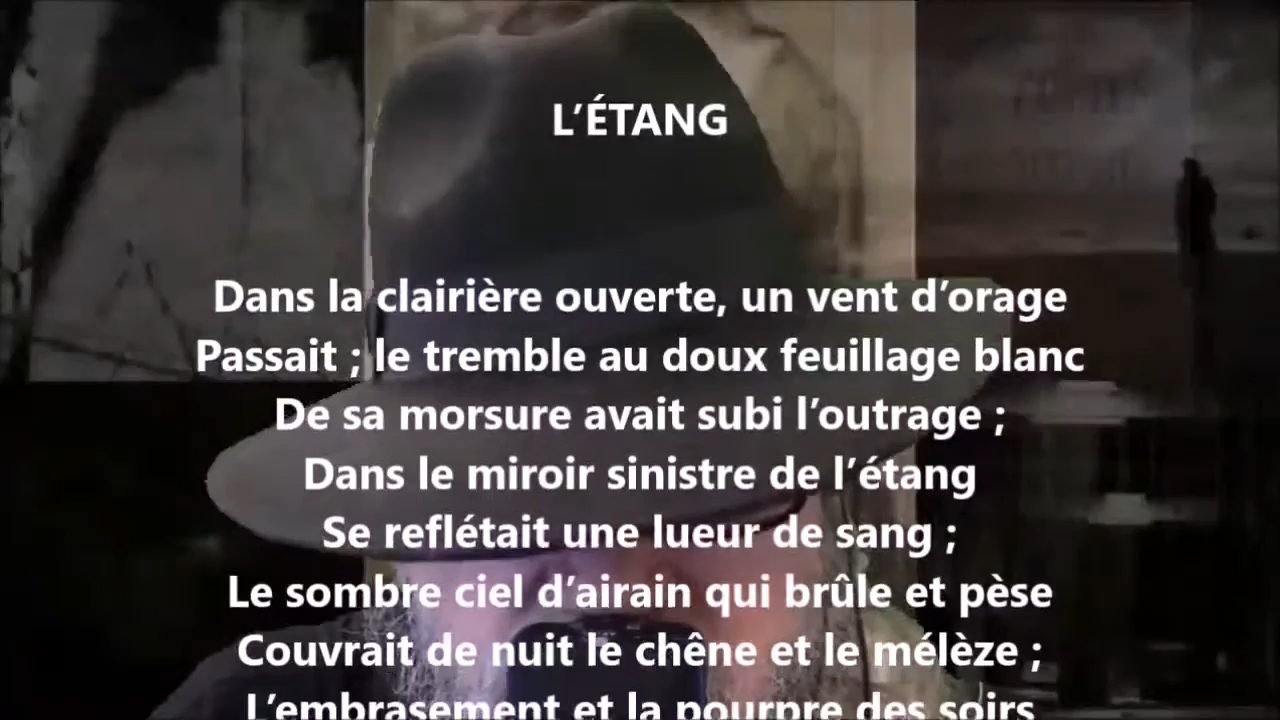 L’ÉTANG
Dans la clairière ouverte, un vent d’orage
Passait ; le tremble au doux feuillage blanc
De sa morsure avait subi l’outrage ;
Dans le miroir sinistre de l’étang
Se reflétait une lueur de sang ;
Le sombre ciel d’airain qui brûle et pèse
Couvrait de nuit le chêne et le mélèze ;
L’embrasement et la pourpre des soirs